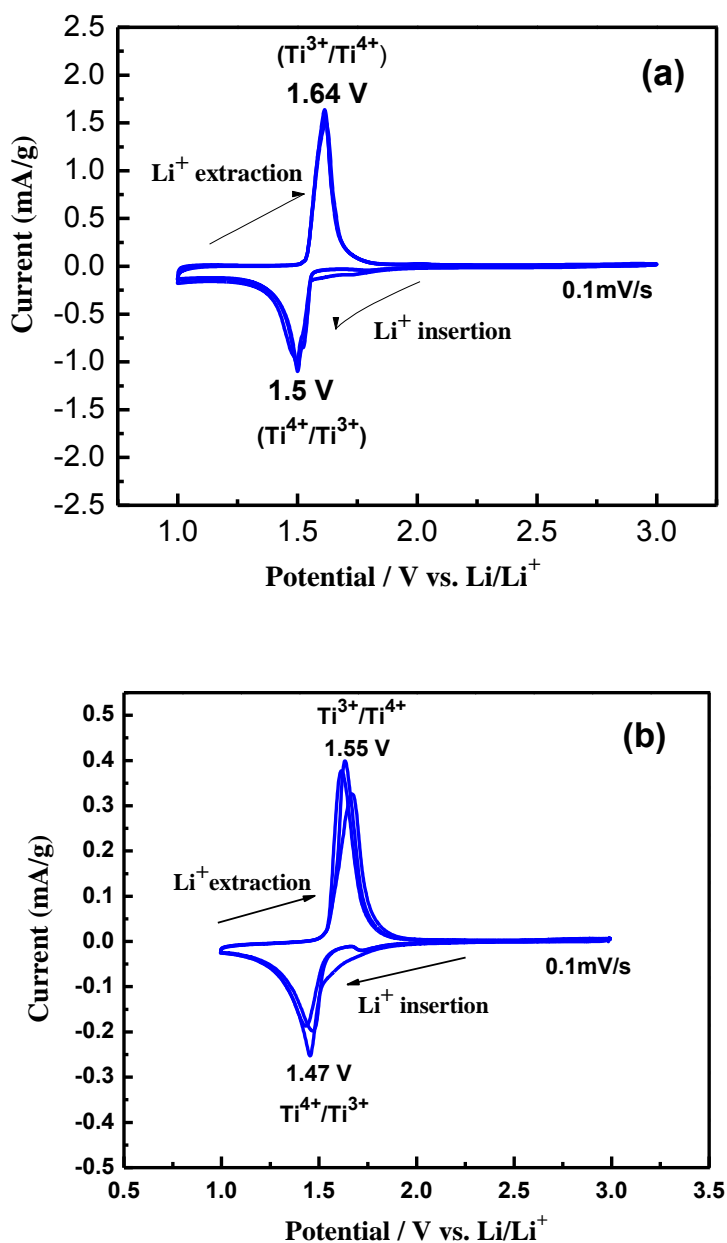 (Ti3+/Ti4+)
(a)
1.64 V
Li+ extraction
Li+ insertion
0.1mV/s
1.5 V
(Ti4+/Ti3+)
2.5
2.0
1.5
1.0
0.5
0.0
-0.5
-1.0
-1.5
-2.0
-2.5
Current (mA/g)
1.0 1.5 2.0 2.5 3.0
Potential / V vs. Li/Li+
Ti3+/Ti4+
(b)
1.55 V
Li+extraction
0.1mV/s
Li+ insertion
1.47 V
Ti4+/Ti3+
0.5
0.4
0.3
0.2
0.1
0.0
-0.1
-0.2
-0.3
-0.4
-0.5
Current (mA/g)
0.5 1.0 1.5 2.0 2.5 3.0 3.5
Potential / V vs. Li/Li+